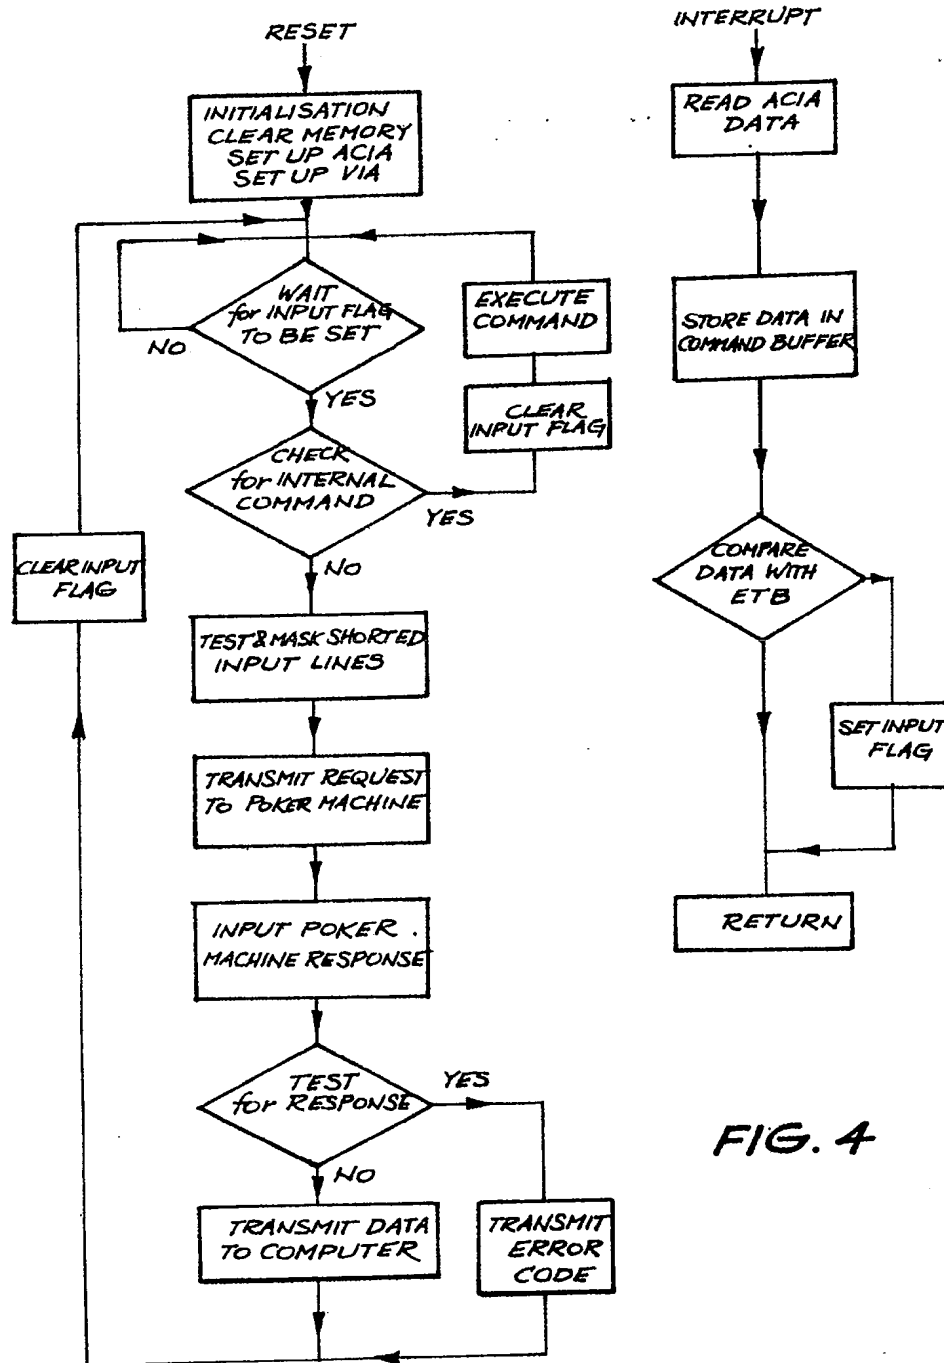 RESET
INITIALISATION
CLEAR MEMORY
SET UP ACIA
SET UP VIA
WAIT
for INPUT FLAG
TO BE SET
NO
YES
EXECUTE
COMMAND
CLEAR
INPUT FLAG
CHECK
for INTERNAL
COMMAND
YES
NO
CLEAR INPUT
FLAG
TEST & MASK SHORTED
INPUT LINES
TRANSMIT REQUEST
TO POKER MACHINE
INPUT POKER
MACHINE RESPONSE
TEST
for RESPONSE
YES
NO
TRANSMIT DATA
TO COMPUTER
TRANSMIT
ERROR
CODE
INTERRUPT
READ ACIA
DATA
STORE DATA IN
COMMAND BUFFER
COMPARE
DATA WITH
ETB
SET INPUT
FLAG
RETURN
FIG. 4